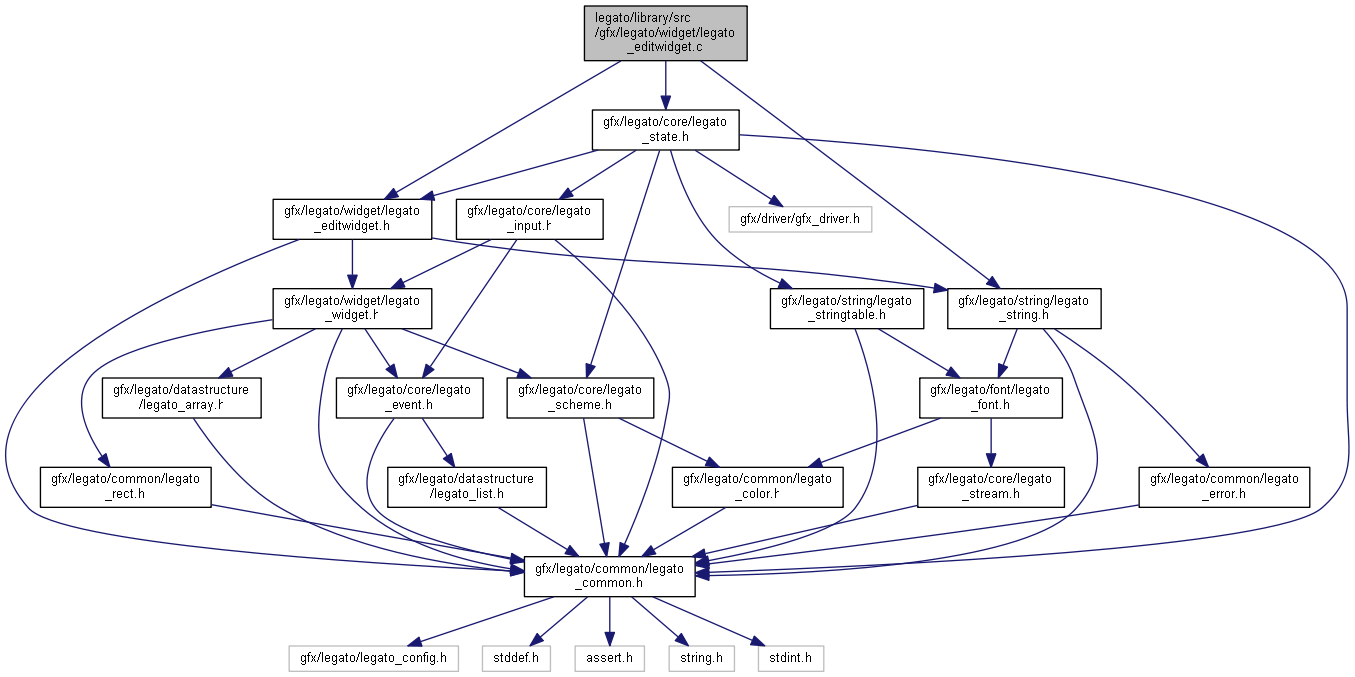 legato/library/src
/gfx/legato/widget/legato
_editwidget.c
gfx/legato/core/legato
_state.h
gfx/legato/widget/legato
_editwidget.h
gfx/legato/core/legato
_input.h
gfx/driver/gfx_driver.h
gfx/legato/widget/legato
_widget.h
gfx/legato/string/legato
_stringtable.h
gfx/legato/string/legato
_string.h
gfx/legato/datastructure
/legato_array.h
gfx/legato/core/legato
_event.h
gfx/legato/core/legato
_scheme.h
gfx/legato/font/legato
_font.h
gfx/legato/common/legato
_rect.h
gfx/legato/datastructure
/legato_list.h
gfx/legato/common/legato
_color.h
gfx/legato/core/legato
_stream.h
gfx/legato/common/legato
_error.h
gfx/legato/common/legato
_common.h
gfx/legato/legato_config.h
stddef.h
assert.h
string.h
stdint.h